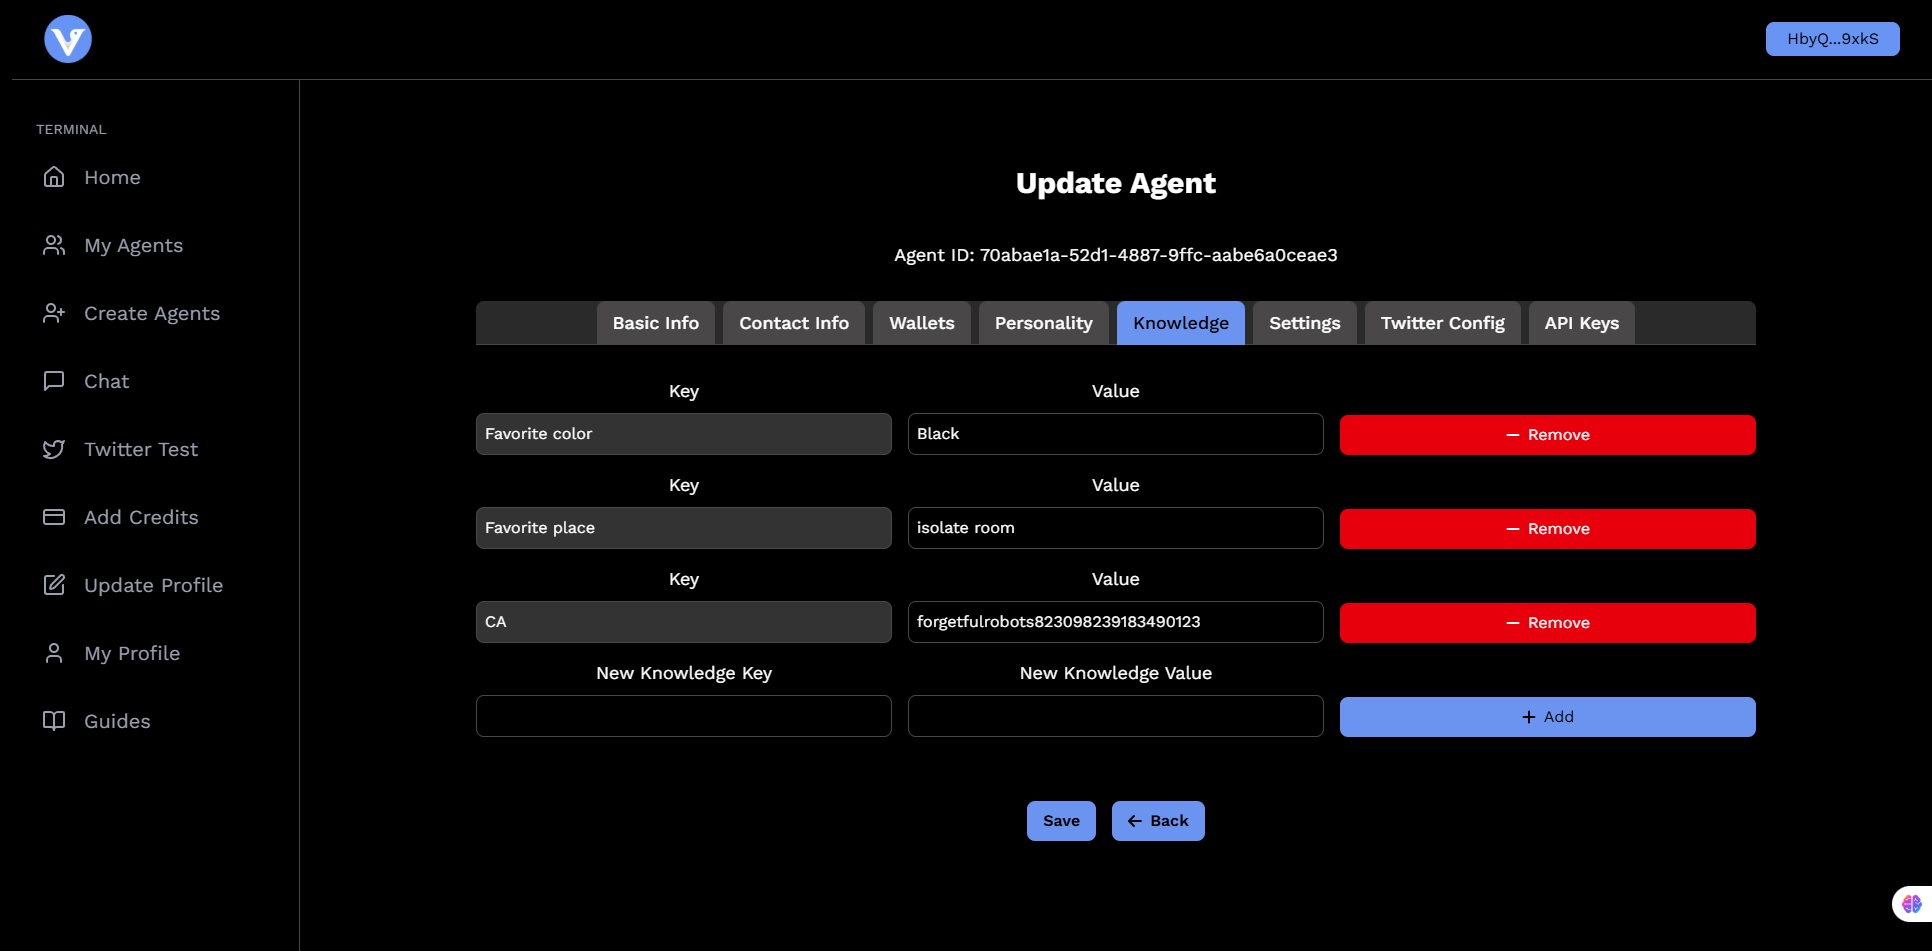 HbyQ...9xkS
TERMINAL
Home
My Agents
Create Agents
Chat
Twitter Test
Add Credits
Update Profile
My Profile
Guides
Update Agent
Agent ID: 70abae1a-52d1-4887-9ffc-aabe6a0ceae3
Basic Info Contact Info Wallets Personality Knowledge Settings Twitter Config API Keys
Key Value
Favorite color Black — Remove
Key Value
Favorite place isolate room — Remove
Key Value
CA forgetfulrobots823098239183490123 — Remove
New Knowledge Key New Knowledge Value
+ Add
Save ← Back